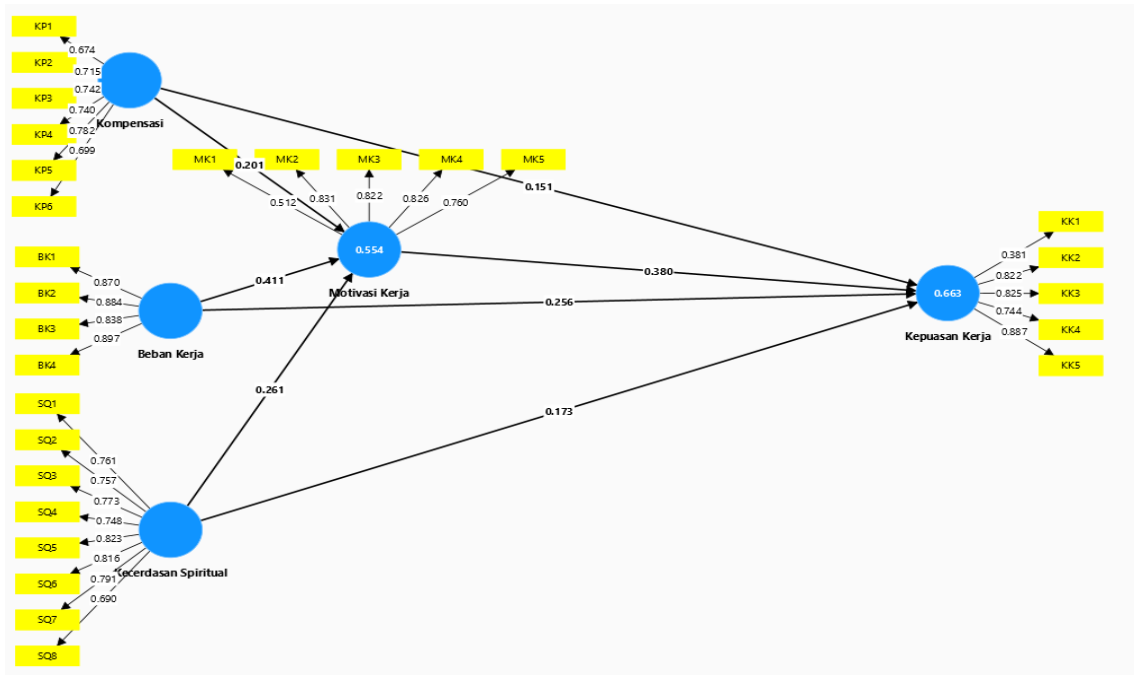 KP1
KP2
KP3
KP4
KP5
KP6
0.674
0.715
0.742
0.740
0.782
0.699
Kompensasi
MK1
MK2
MK3
MK4
MK5
0.201
0.512
0.831
0.822
0.826
0.760
0.151
0.554
Motivasi Kerja
BK1
BK2
BK3
BK4
0.870
0.884
0.838
0.897
Beban Kerja
0.411
0.380
0.256
0.261
0.173
KK1
KK2
KK3
KK4
KK5
0.381
0.822
0.825
0.744
0.887
0.663
Kepuasan Kerja
SQ1
SQ2
SQ3
SQ4
SQ5
SQ6
SQ7
SQ8
0.761
0.757
0.773
0.748
0.823
0.816
0.791
0.690
Kecerdasan Spiritual